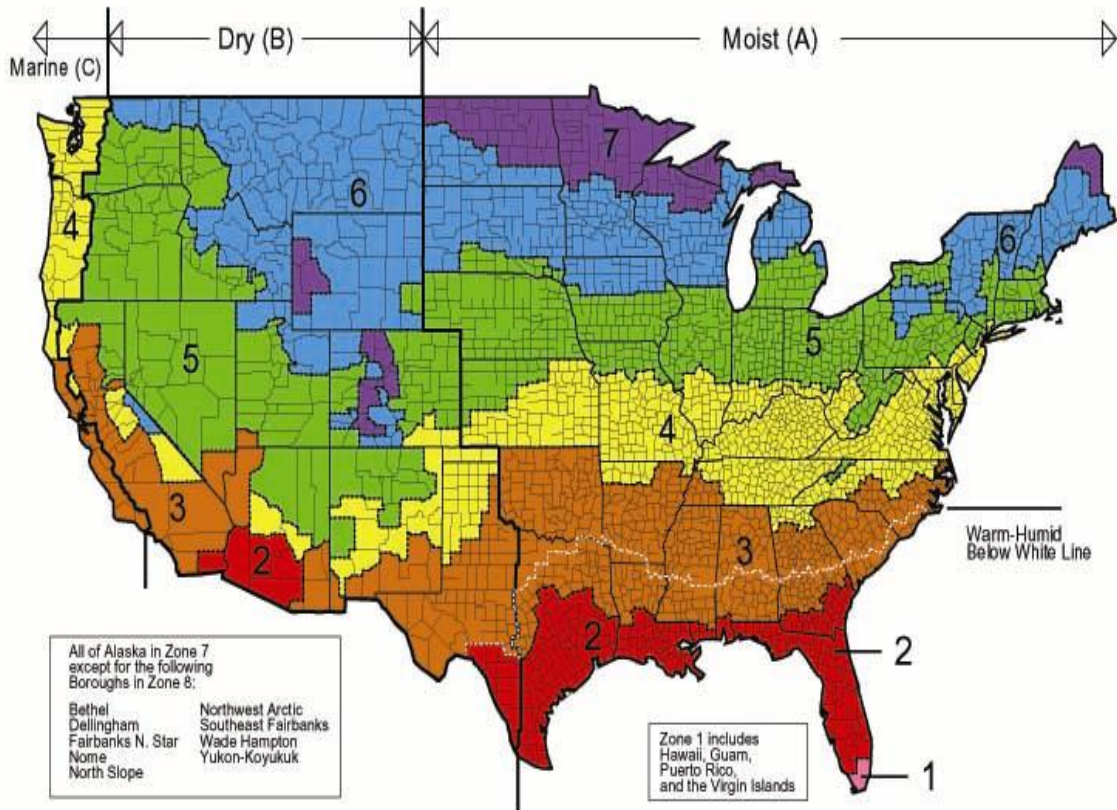 Dry (B)
Moist (A)
Marine (C)
7
6
4
6
5
5
4
3
3
Warm-Humid
Below White Line
2
2
2
1
All of Alaska in Zone 7
except for the following
Boroughs in Zone 8:
Bethel
Northwest Arctic
Dellingham
Southeast Fairbanks
Fairbanks N. Star
Wade Hampton
Nome
Yukon-Koyukuk
North Slope
Zone 1 includes
Hawaii, Guam,
Puerto Rico,
and the Virgin Islands